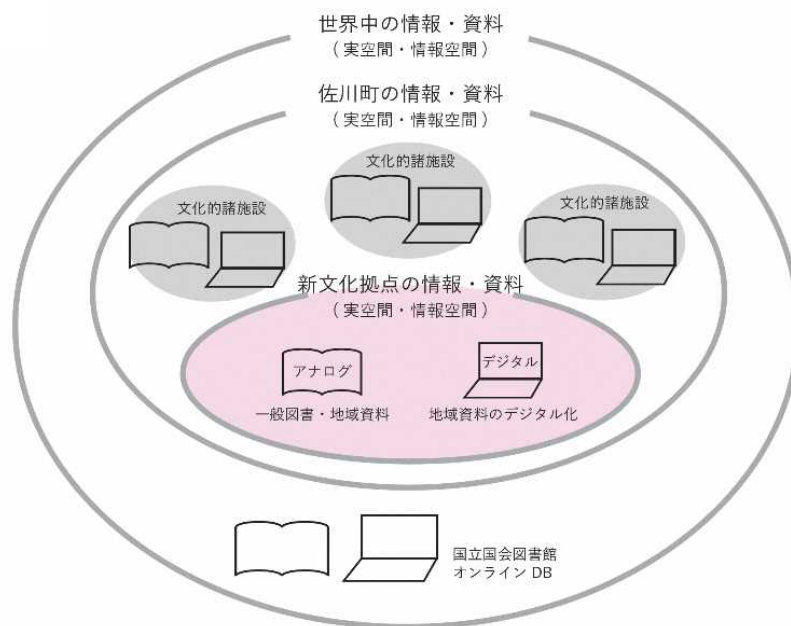 世界中の情報・資料
（実空間・情報空間）
佐川町の情報・資料
（実空間・情報空間）
文化的諸施設
文化的諸施設
文化的諸施設
新文化拠点の情報・資料
（実空間・情報空間）
アナログ
デジタル
一般図書・地域資料
地域資料のデジタル化
国立国会図書館
オンライン DB